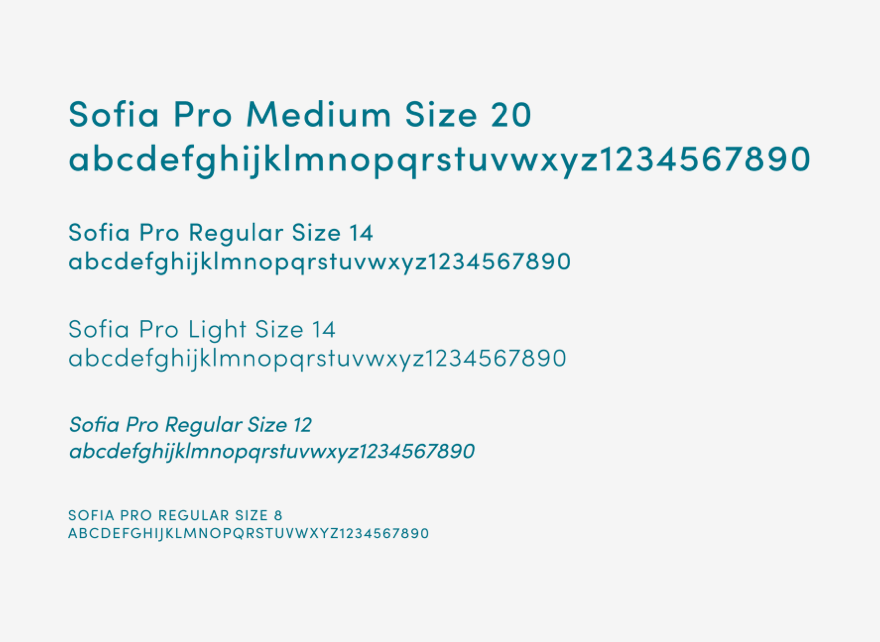 Sofia Pro Medium Size 20
abcdefghijklmnopqrstuvwxyz1234567890
Sofia Pro Regular Size 14
abcdefghijklmnopqrstuvwxyz1234567890
Sofia Pro Light Size 14
abcdefghijklmnopqrstuvwxyz1234567890
Sofia Pro Regular Size 12
abcdefghijklmnopqrstuvwxyz1234567890
SOFIA PRO REGULAR SIZE 8
ABCDEFGHIJKLMNOPQRSTUVWXYZ1234567890